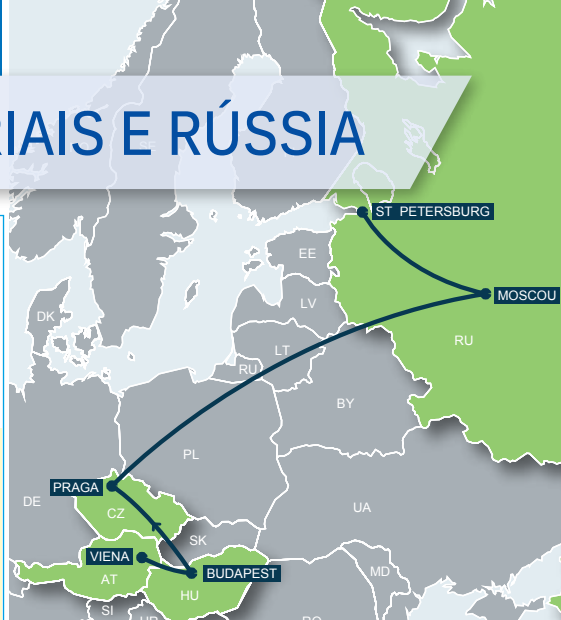 IAIS E RÚSSIA
ST PETERSBURG
EE
MOSCOU
LV
DK
RU
LT
RU
BY
PL
PRAGA
DE
CZ
UA
SK
VIENA
BUDAPEST
AT
MD
HU
SI